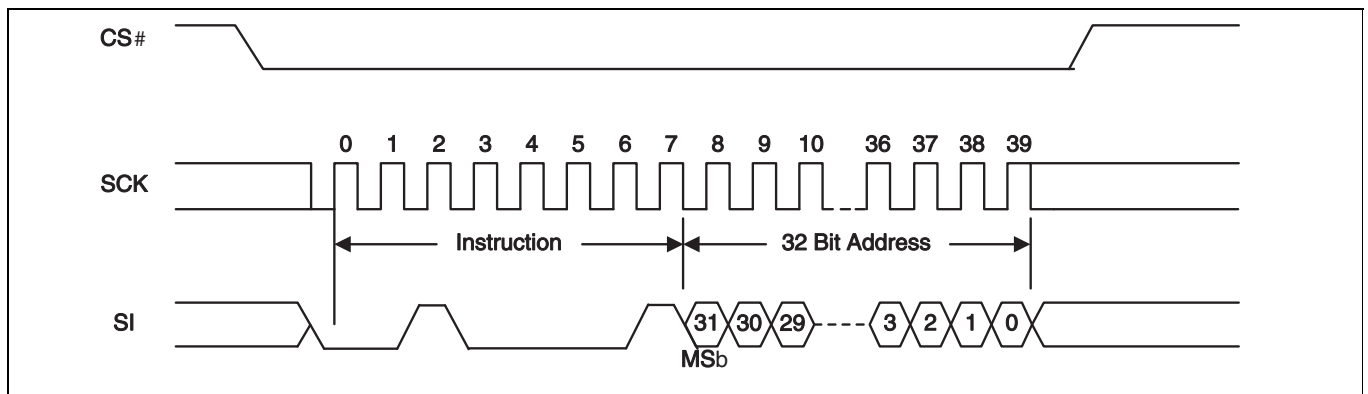 CS#
0 1 2 3 4 5 6 7 8 9 10 36 37 38 39
SCK
Instruction 32 Bit Address
SI 31 30 29 3 2 1 0
MSb